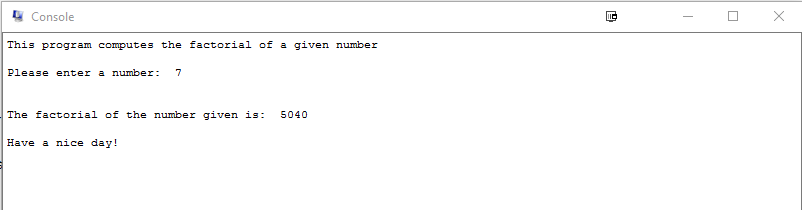 Console
This program computes the factorial of a given number
Please enter a number:  7
The factorial of the number given is:  5040
Have a nice day!